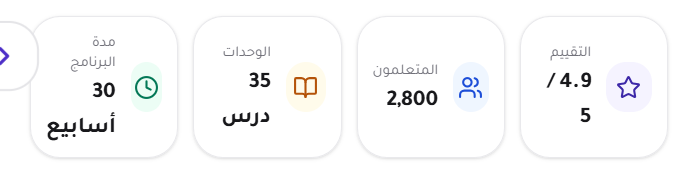 التقييم
4.9 /
5
المتعلمون
2,800
الوحدات
35
درس
مدة
البرنامج
30
أسابيع